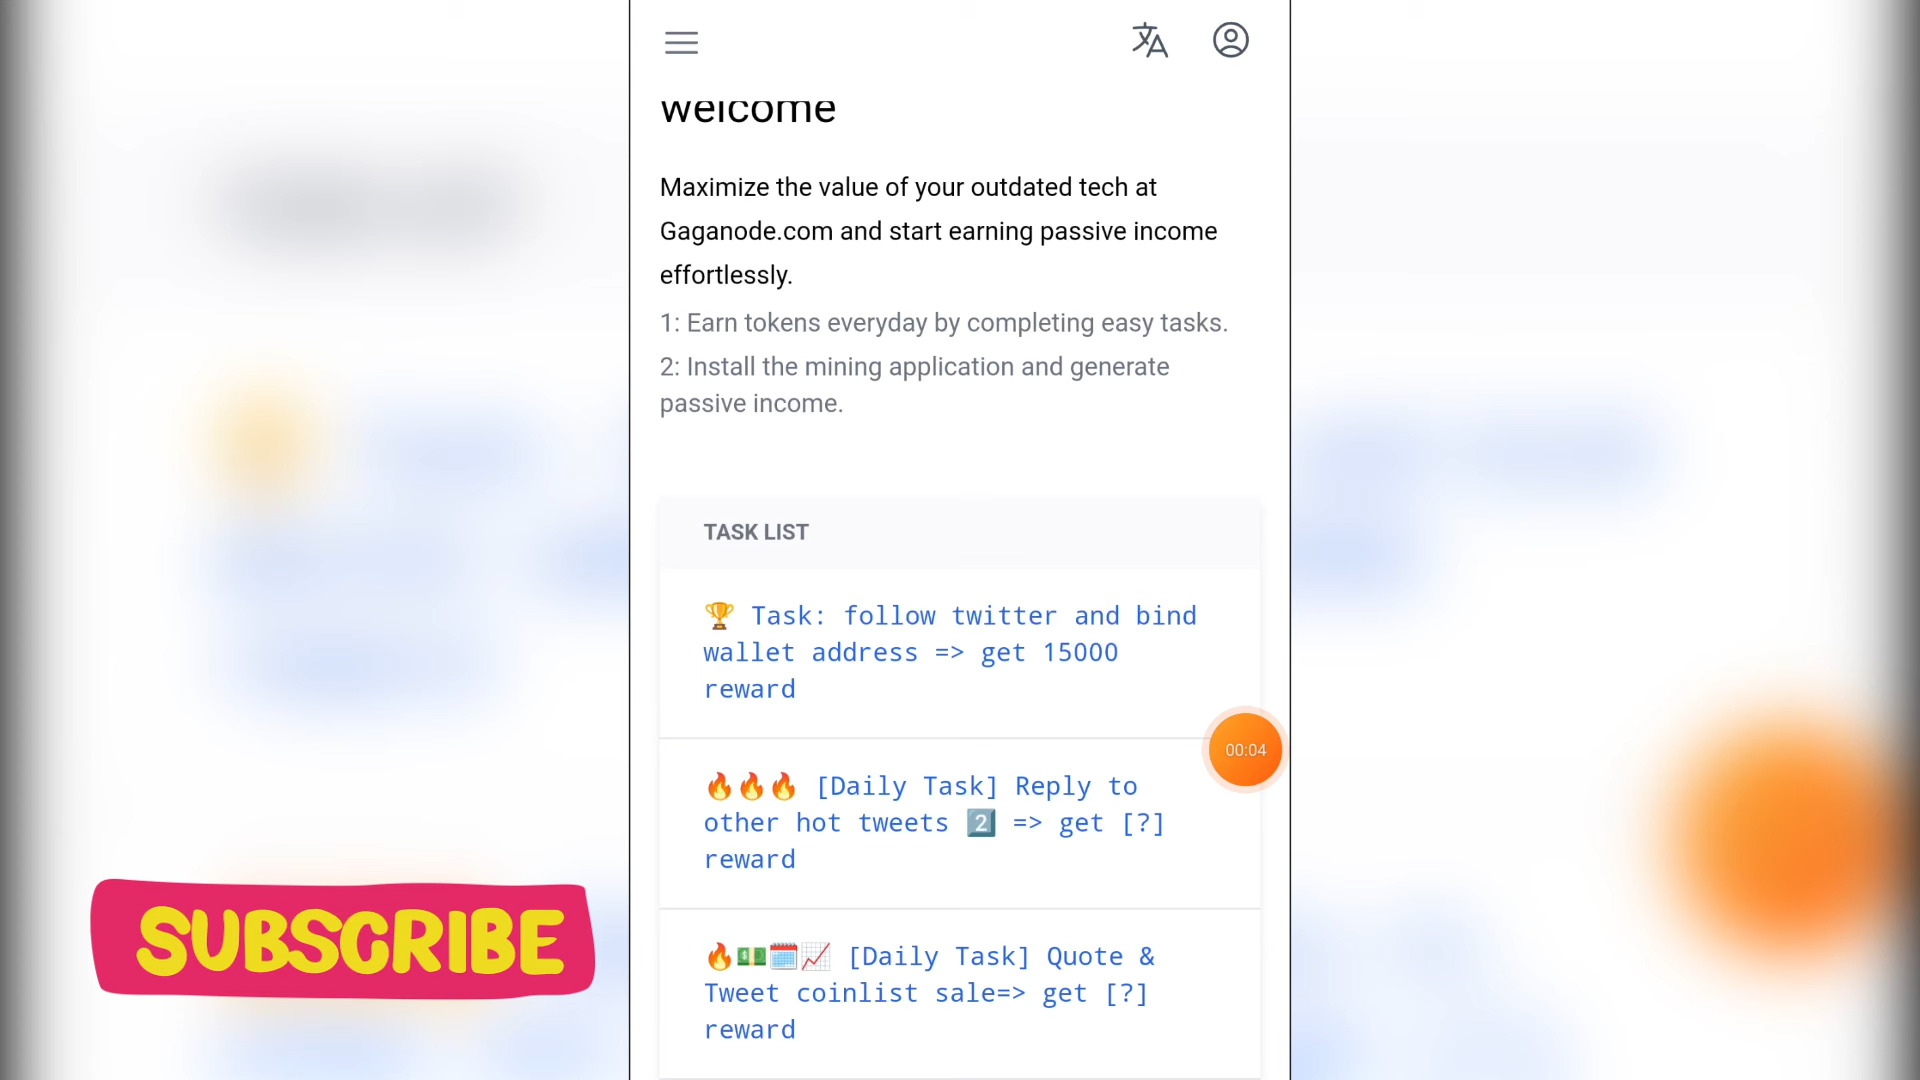 welcome
Maximize the value of your outdated tech at
Gaganode.com and start earning passive income
effortlessly.
1: Earn tokens everyday by completing easy tasks.
2: Install the mining application and generate
passive income.
TASK LIST
🏆 Task: follow twitter and bind
wallet address => get 15000
reward
00:04
🔥🔥🔥 [Daily Task] Reply to
other hot tweets 2️⃣ => get [?]
reward
🔥💵🗓️📈 [Daily Task] Quote &
Tweet coinlist sale=> get [?]
reward
SUBSCRIBE